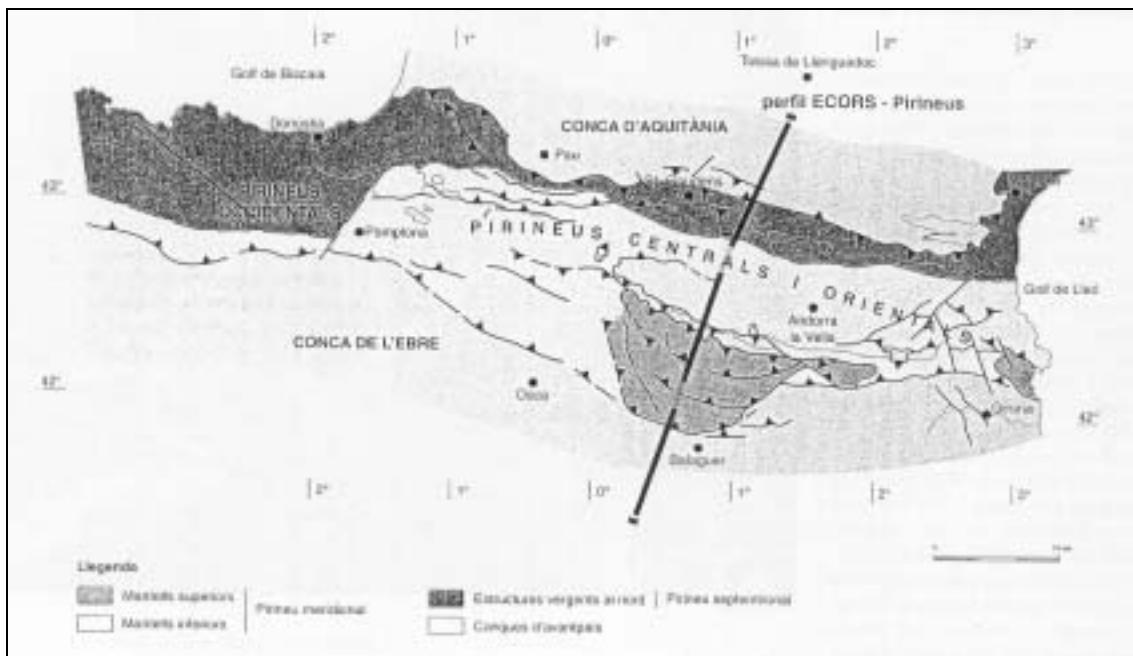 2° 1° 0° 1° 2° 3°
Golf de Biscaia
Tolosa de Llenguadoc
perfil ECORS - Pirineus
CONCA D'AQUITÀNIA
Donostia
Pau
43°
PIRINEUS
OCCIDENTALS
43°
Pamplona
PIRINEUS CENTRALS I ORIENTALS
Golf de Lleó
Andorra
la Vella
CONCA DE L'EBRE
42°
Osca
Girona
42°
Balaguer
2° 1° 0° 1° 2° 3°
Llegenda
Mantells superiors
Pirineu meridional
Mantells inferiors
Estructures vergents al nord
Pirineu septentrional
Conques d'avantpaís